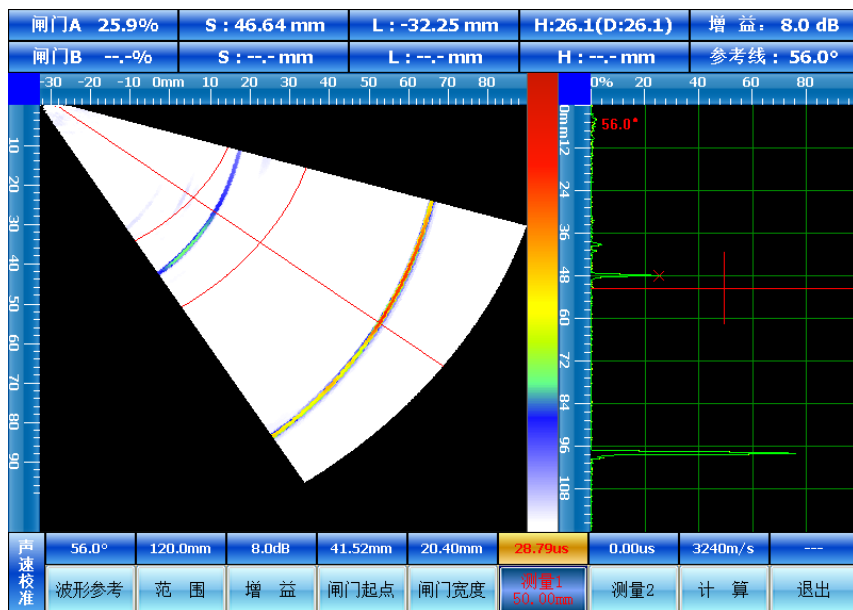 闸门A 25.9% S：46.64 mm L：-32.25 mm H:26.1(D:26.1) 增 益：8.0 dB
闸门B --.-% S：--.- mm L：--.- mm H：--.- mm 参考线：56.0°
-30 -20 -10 0mm 10 20 30 40 50 60 70 80
0% 20 40 60 80
10
20
30
40
50
60
70
80
90
0mm
12
24
36
48
60
72
84
96
108
56.0°
声速校准
56.0° 120.0mm 8.0dB 41.52mm 20.40mm 28.79us 0.00us 3240m/s ---
波形参考 范 围 增 益 闸门起点 闸门宽度 测量1 测量2 计 算 退出
50.00mm